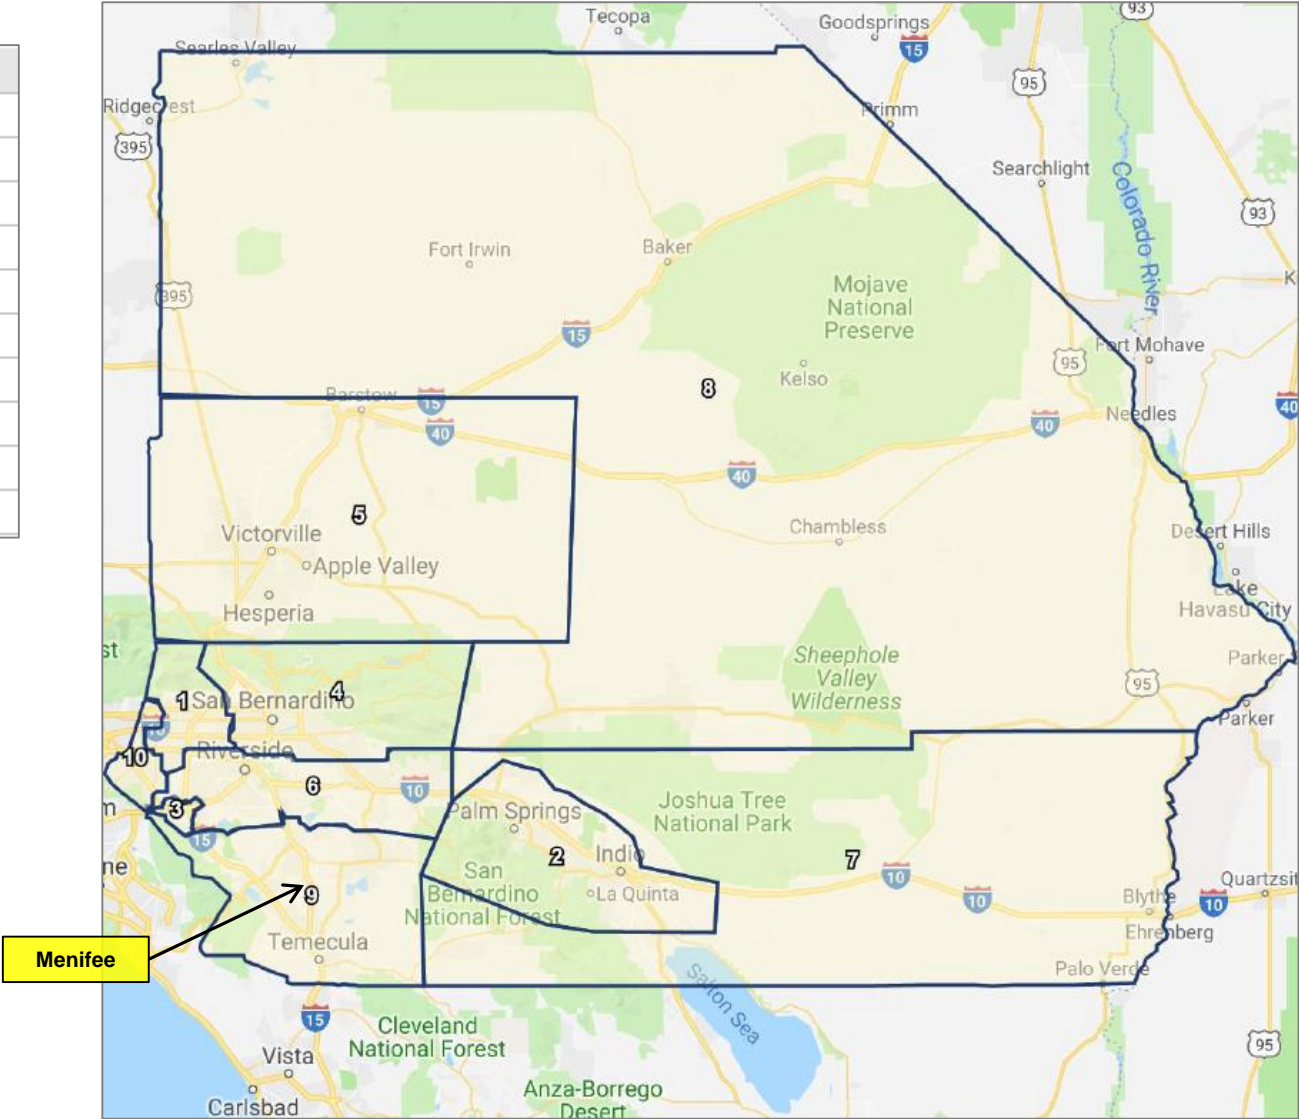 Tecopa
Goodsprings
93
15
Searles Valley
95
Ridgecrest
Primm
395
Searchlight
Colorado River
93
Fort Irwin
Baker
395
Mojave
National
Preserve
K
15
Fort Mohave
95
8
Kelso
Barstow
15
40
40
Needles
40
40
5
Victorville
Chambless
Desert Hills
Apple Valley
Hesperia
Lake
Havasu City
st
Sheephole
Valley
Wilderness
Parker
95
1
San Bernardino
4
Parker
10
Riverside
6
10
m
3
Palm Springs
Joshua Tree
National Park
15
ne
2
Indio
7
10
San
Bernardino
National Forest
La Quinta
9
10
Blythe
10
Quartzsit
Ehrenberg
Menifee
Temecula
Palo Verde
Salton Sea
15
Cleveland
National Forest
Vista
95
Anza-Borrego
Desert
Carlsbad